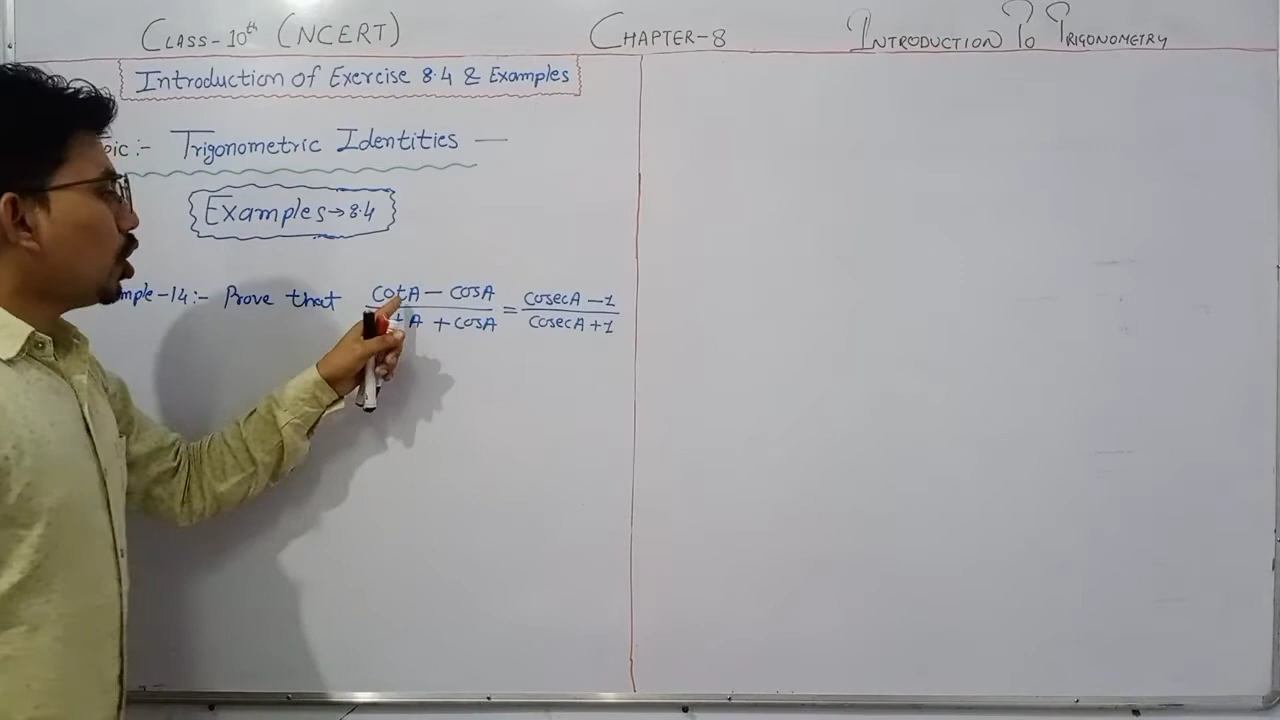 CLASS-10th (NCERT) CHAPTER-8 INTRODUCTION TO TRIGONOMETRY
Introduction of Exercise 8.4 & Examples
:- Trigonometric Identities —
Examples→8.4
-14:- Prove that cotA − cosA / A + cosA = cosecA − 1 / cosecA + 1